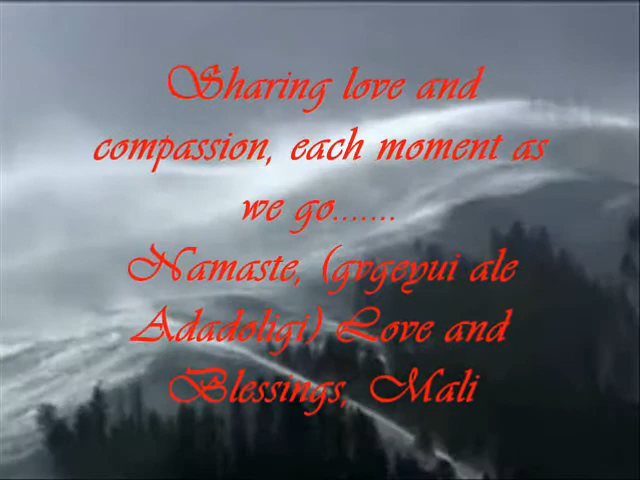 Sharing love and
compassion, each moment as
we go.......
Namaste, (gvgeyui ale
Adadoligi) Love and
Blessings, Mali